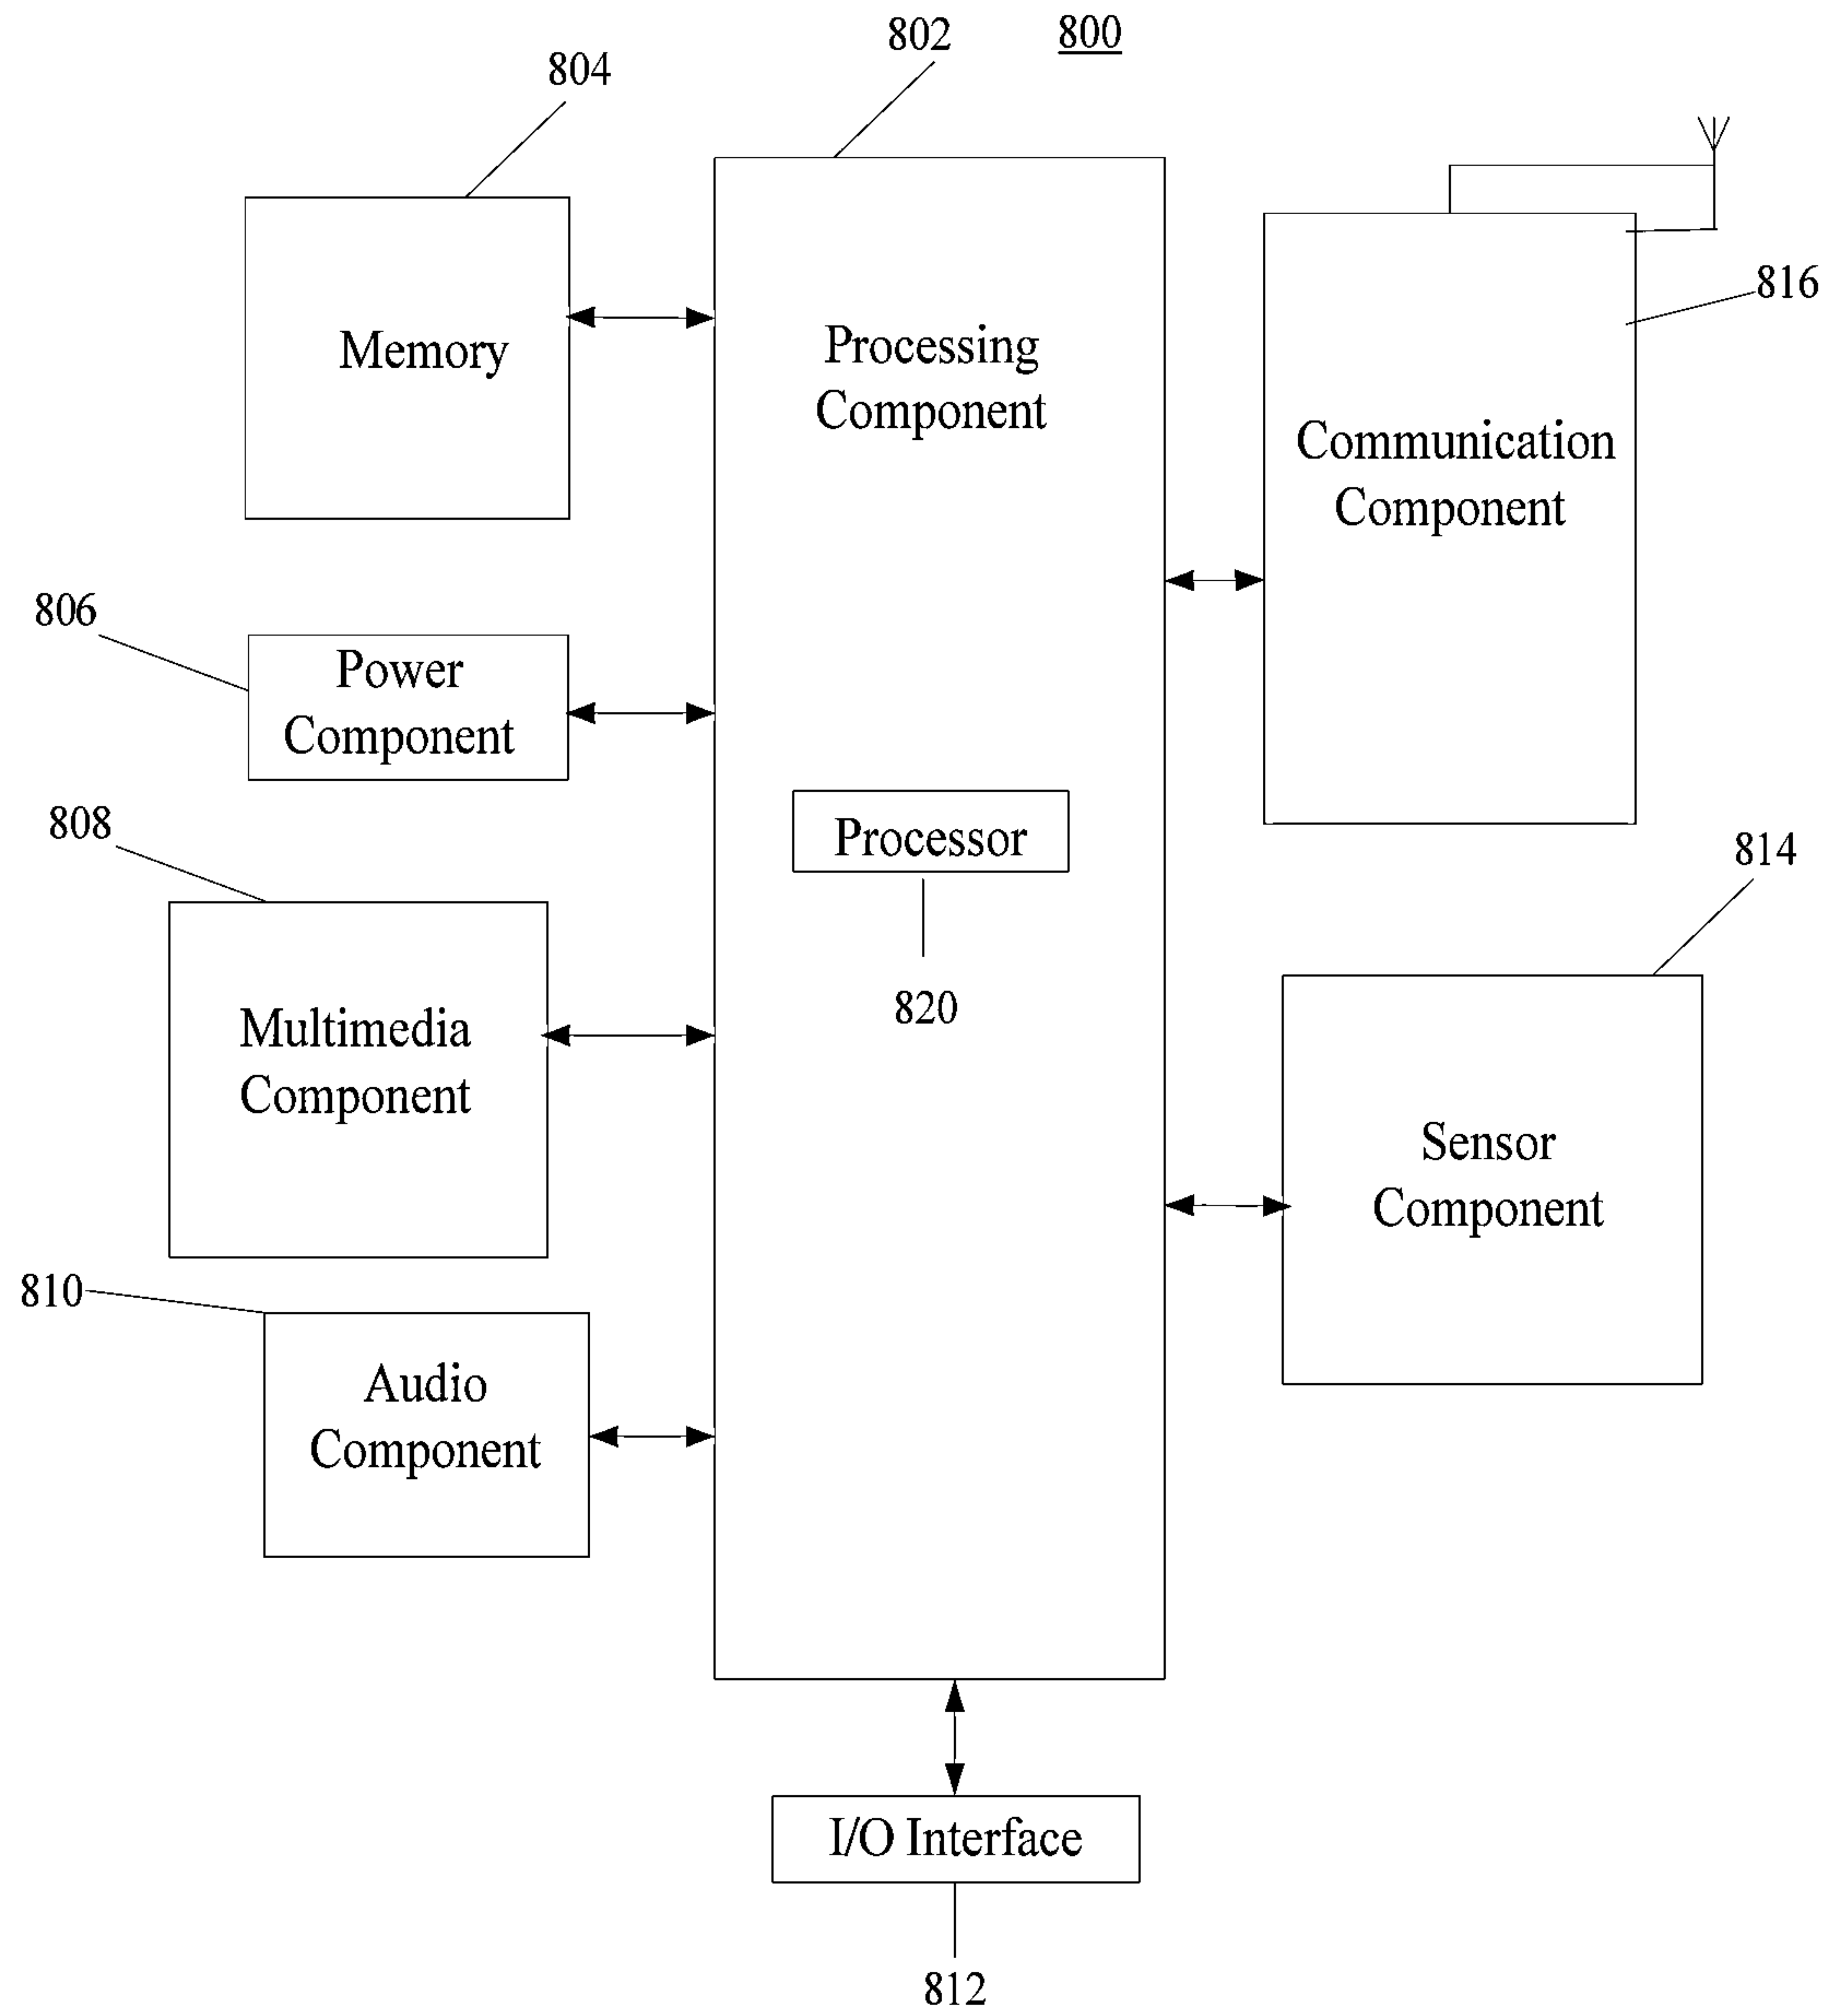 802
800
804
816
Memory
Processing
Component
Communication
Component
806
Power
Component
808
Processor
814
820
Multimedia
Component
Sensor
Component
810
Audio
Component
I/O Interface
812